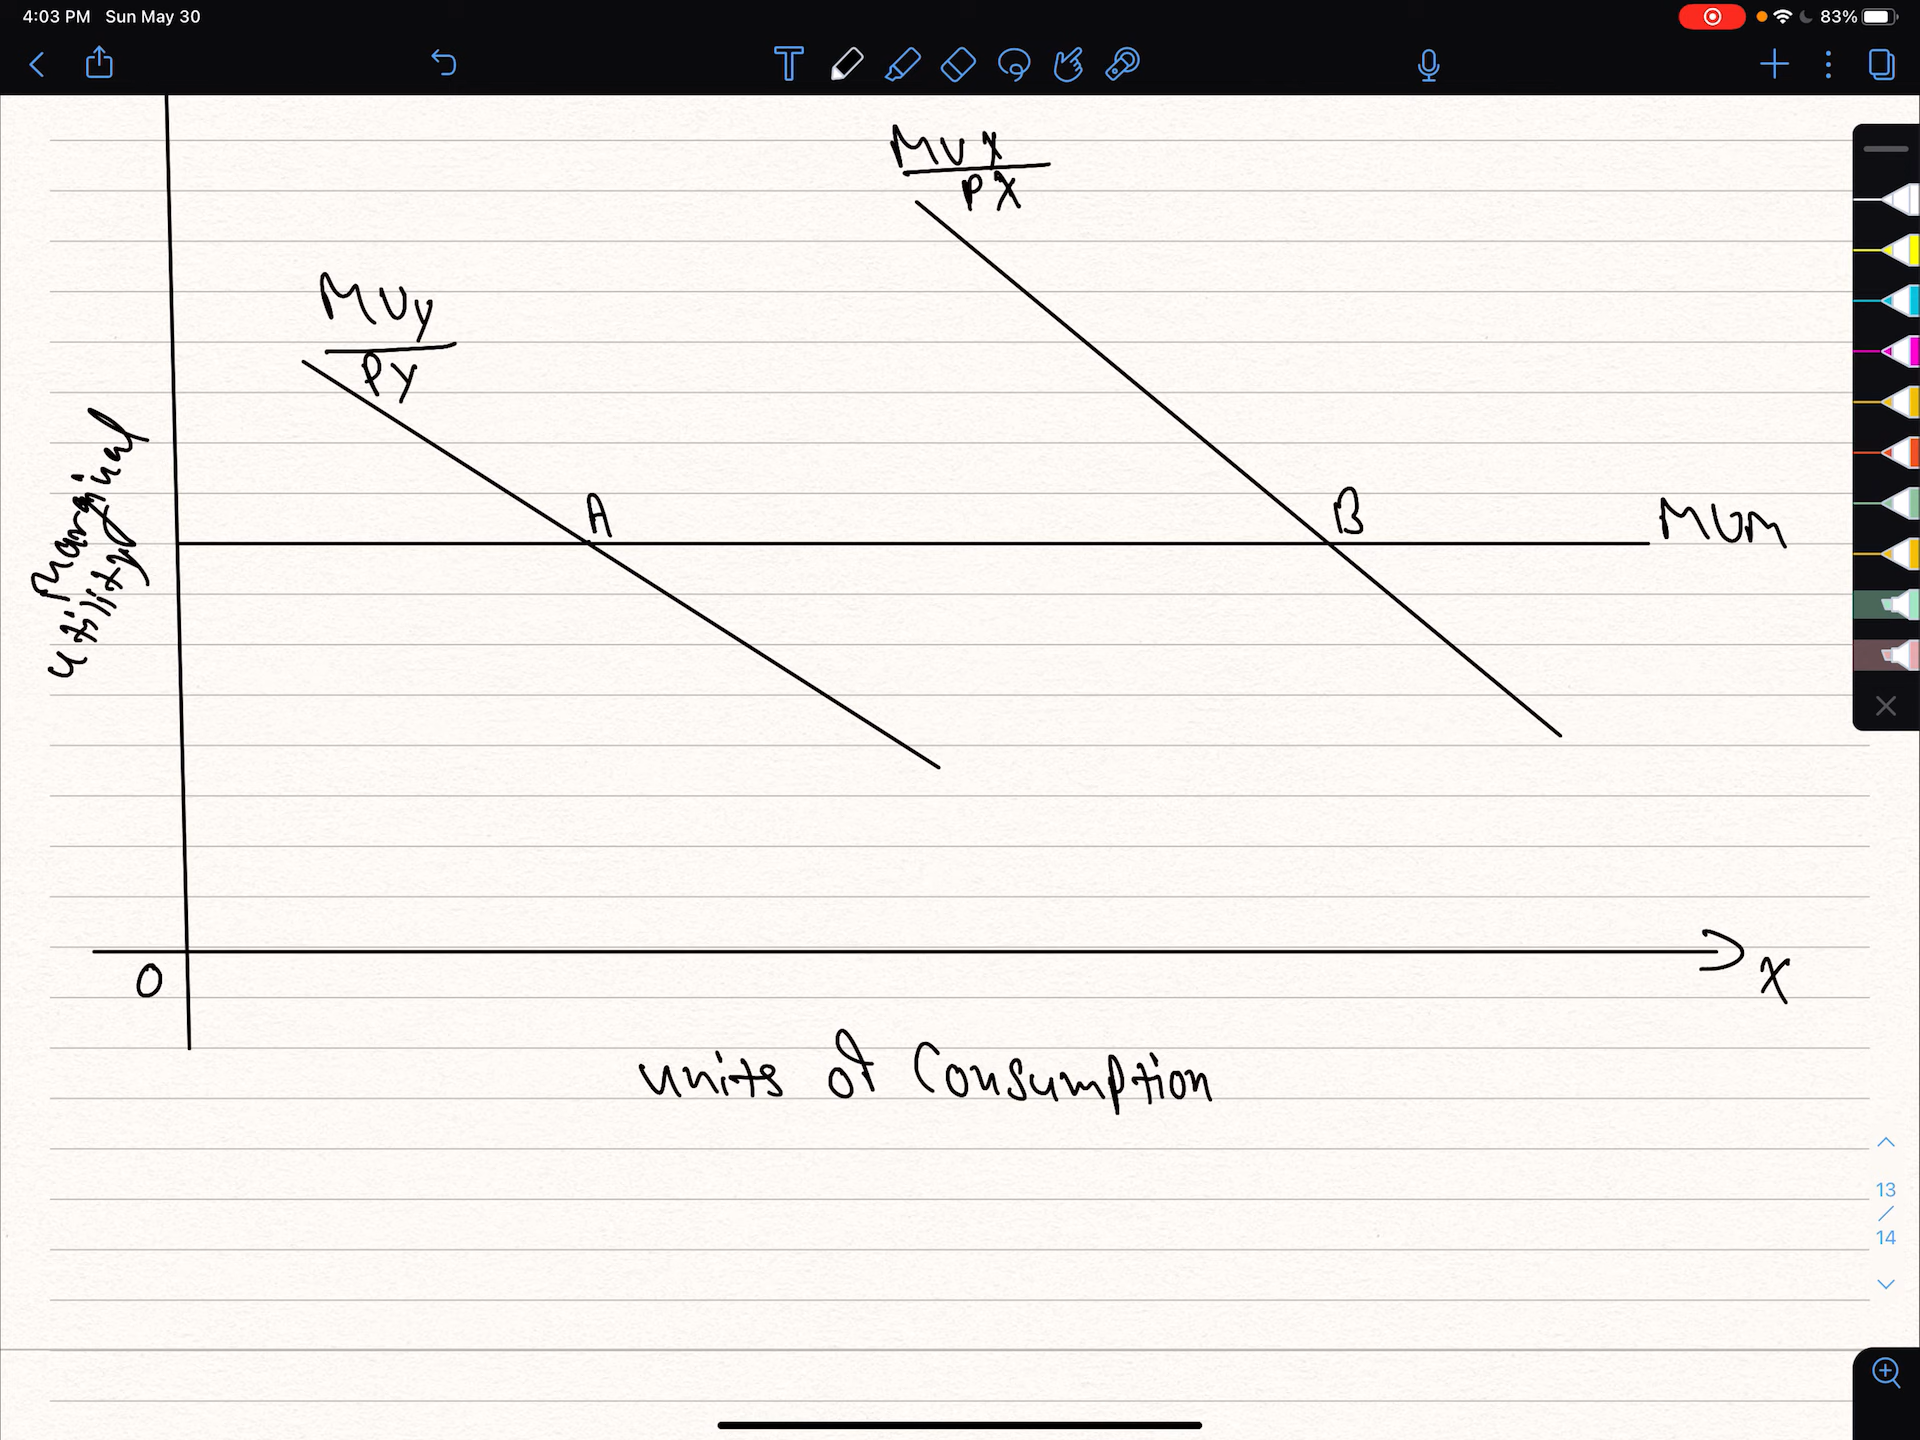 4:03 PM Sun May 30
83%
MUX
PX
MUy
Py
Marginal
utility
A
B
MUM
O
X
units of Consumption
13
/
14